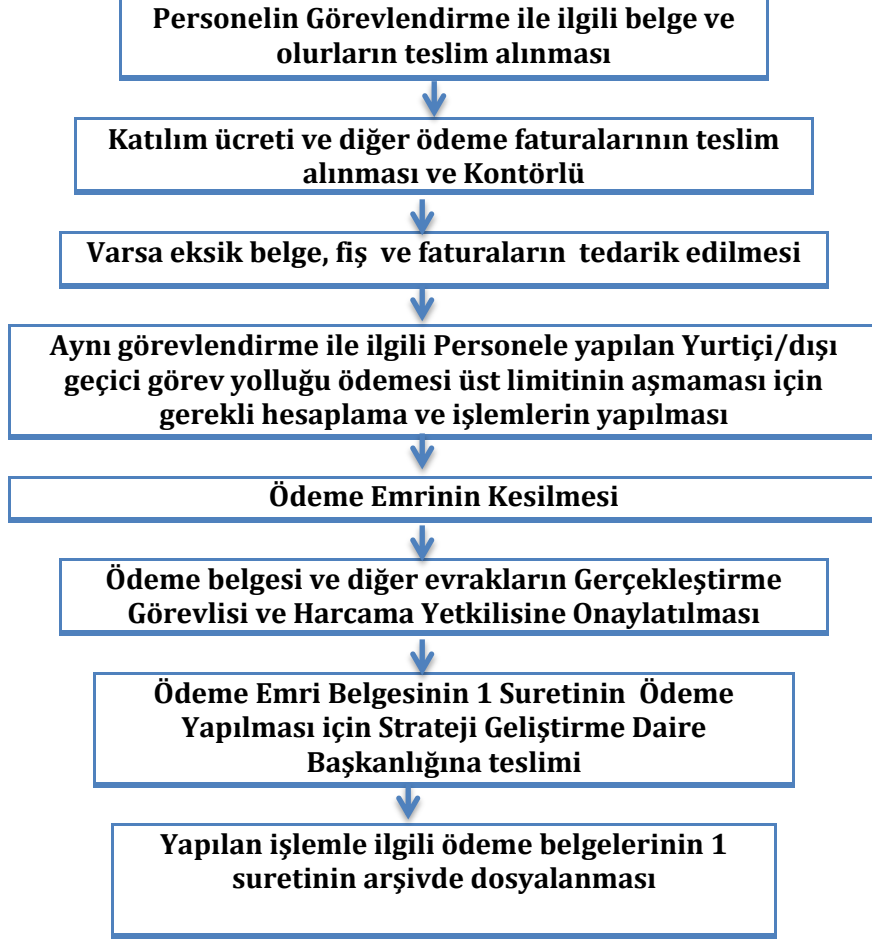 Personelin Görevlendirme ile ilgili belge ve
olurların teslim alınması
Katılım ücreti ve diğer ödeme faturalarının teslim
alınması ve Kontörlü
Varsa eksik belge, fiş ve faturaların tedarik edilmesi
Aynı görevlendirme ile ilgili Personele yapılan Yurtiçi/dışı
geçici görev yolluğu ödemesi üst limitinin aşmaması için
gerekli hesaplama ve işlemlerin yapılması
Ödeme Emrinin Kesilmesi
Ödeme belgesi ve diğer evrakların Gerçekleştirme
Görevlisi ve Harcama Yetkilisine Onaylatılması
Ödeme Emri Belgesinin 1 Suretinin Ödeme
Yapılması için Strateji Geliştirme Daire
Başkanlığına teslimi
Yapılan işlemle ilgili ödeme belgelerinin 1
suretinin arşivde dosyalanması